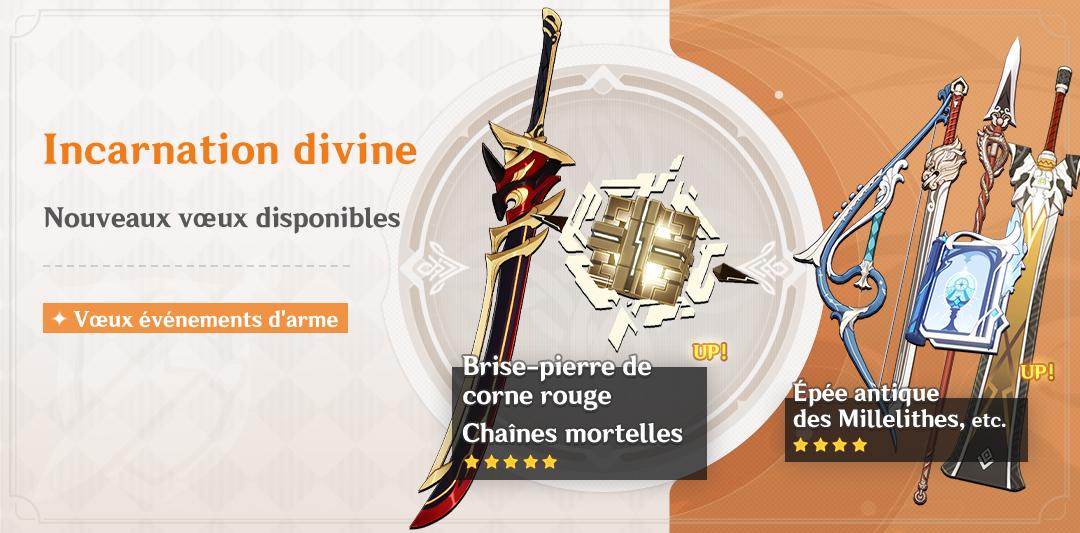 Incarnation divine
Nouveaux vœux disponibles
✦ Vœux événements d'arme
UP!
Brise-pierre de
corne rouge
Chaînes mortelles
★★★★★
UP!
Épée antique
des Millelithes, etc.
★★★★